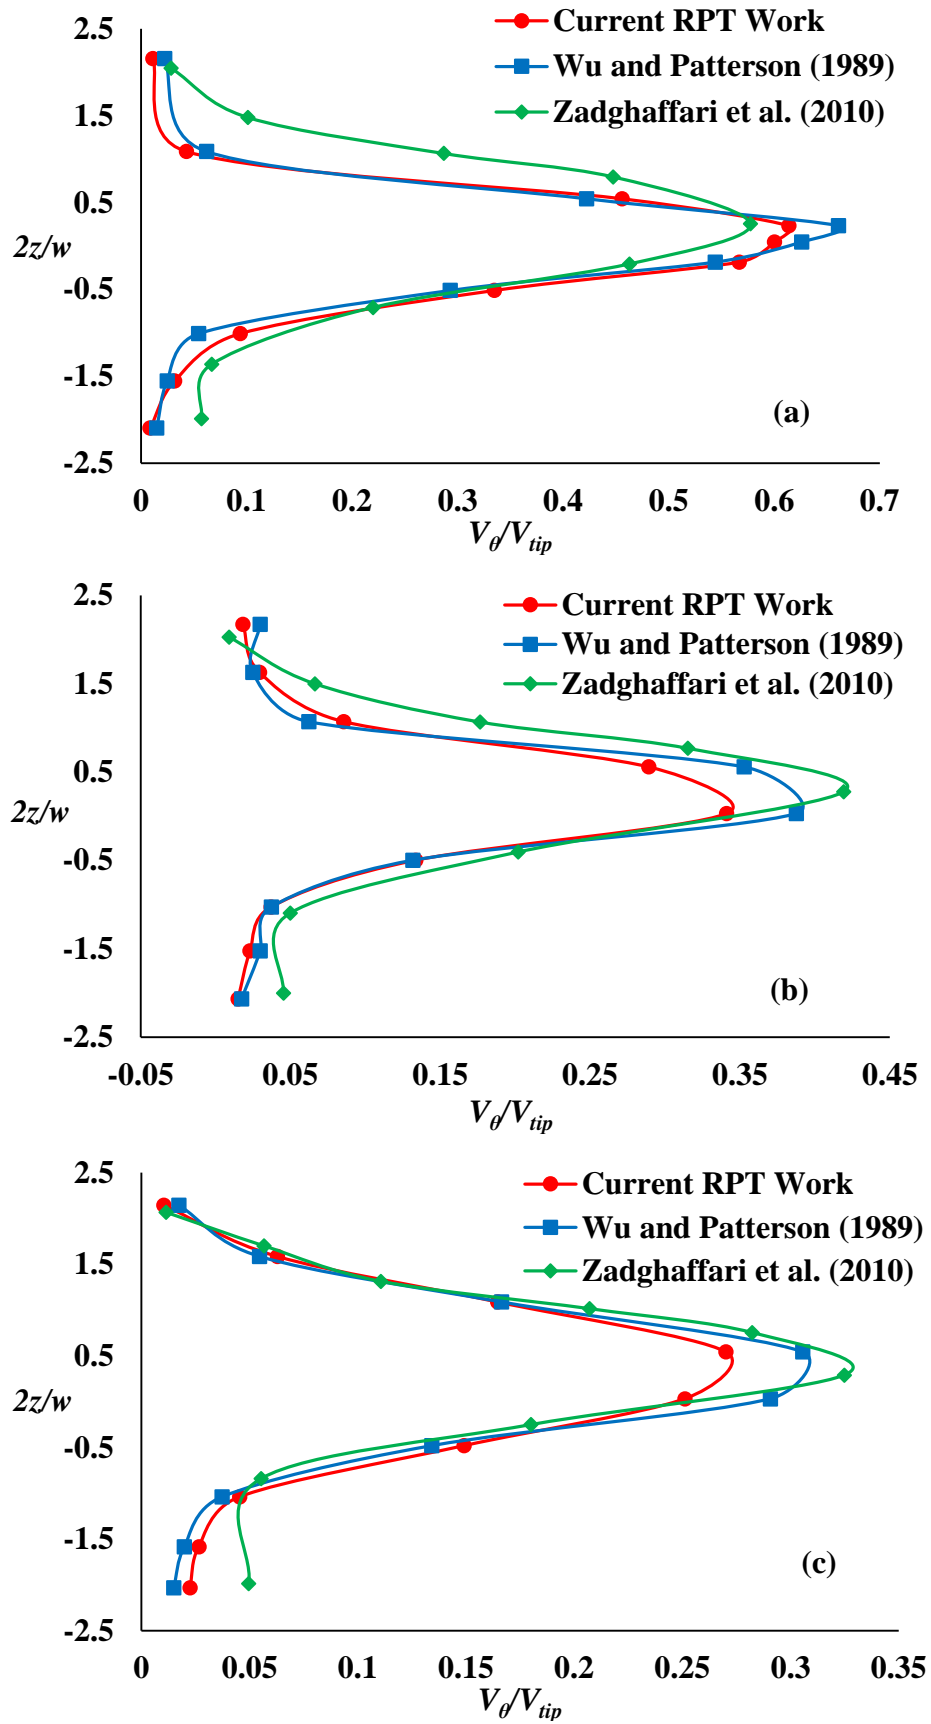 2.5
Current RPT Work
Wu and Patterson (1989)
1.5
Zadghaffari et al. (2010)
0.5
2z/w
-0.5
-1.5
(a)
-2.5
0 0.1 0.2 0.3 0.4 0.5 0.6 0.7
Vθ/Vtip
2.5
Current RPT Work
Wu and Patterson (1989)
1.5
Zadghaffari et al. (2010)
0.5
2z/w
-0.5
-1.5
(b)
-2.5
-0.05 0.05 0.15 0.25 0.35 0.45
Vθ/Vtip
2.5
Current RPT Work
Wu and Patterson (1989)
1.5
Zadghaffari et al. (2010)
0.5
2z/w
-0.5
-1.5
(c)
-2.5
0 0.05 0.1 0.15 0.2 0.25 0.3 0.35
Vθ/Vtip